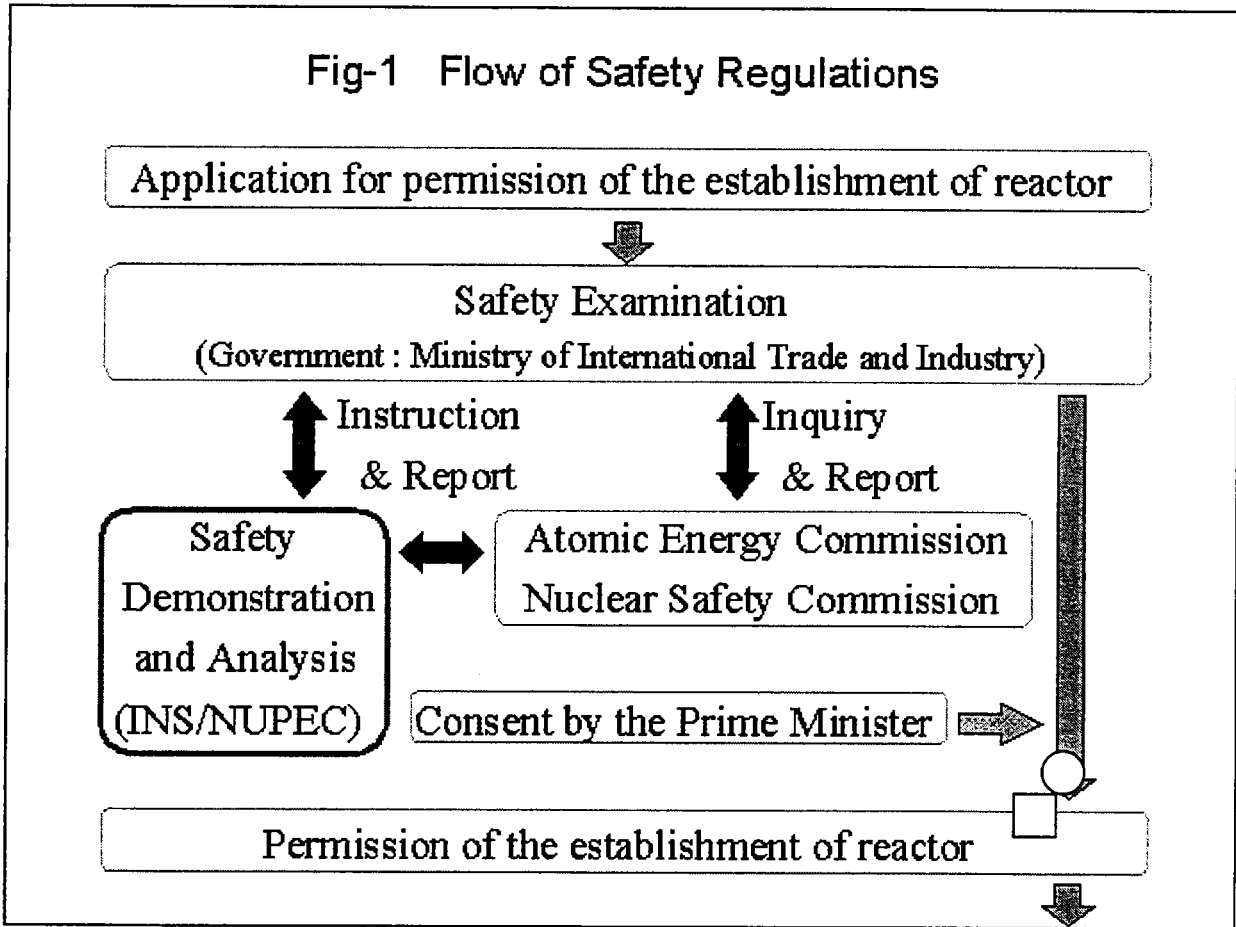 Fig-1 Flow of Safety Regulations
Application for permission of the establishment of reactor
Safety Examination
(Government : Ministry of International Trade and Industry)
Instruction
& Report
Inquiry
& Report
Safety
Demonstration
and Analysis
(INS/NUPEC)
Atomic Energy Commission
Nuclear Safety Commission
Consent by the Prime Minister
Permission of the establishment of reactor